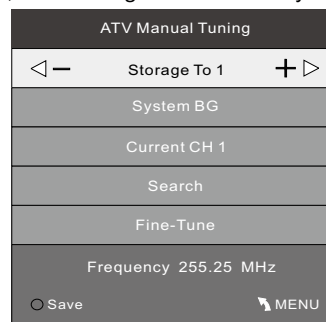 ATV Manual Tuning
Storage To 1
System BG
Current CH 1
Search
Fine-Tune
Frequency 255.25 MHz
Save MENU